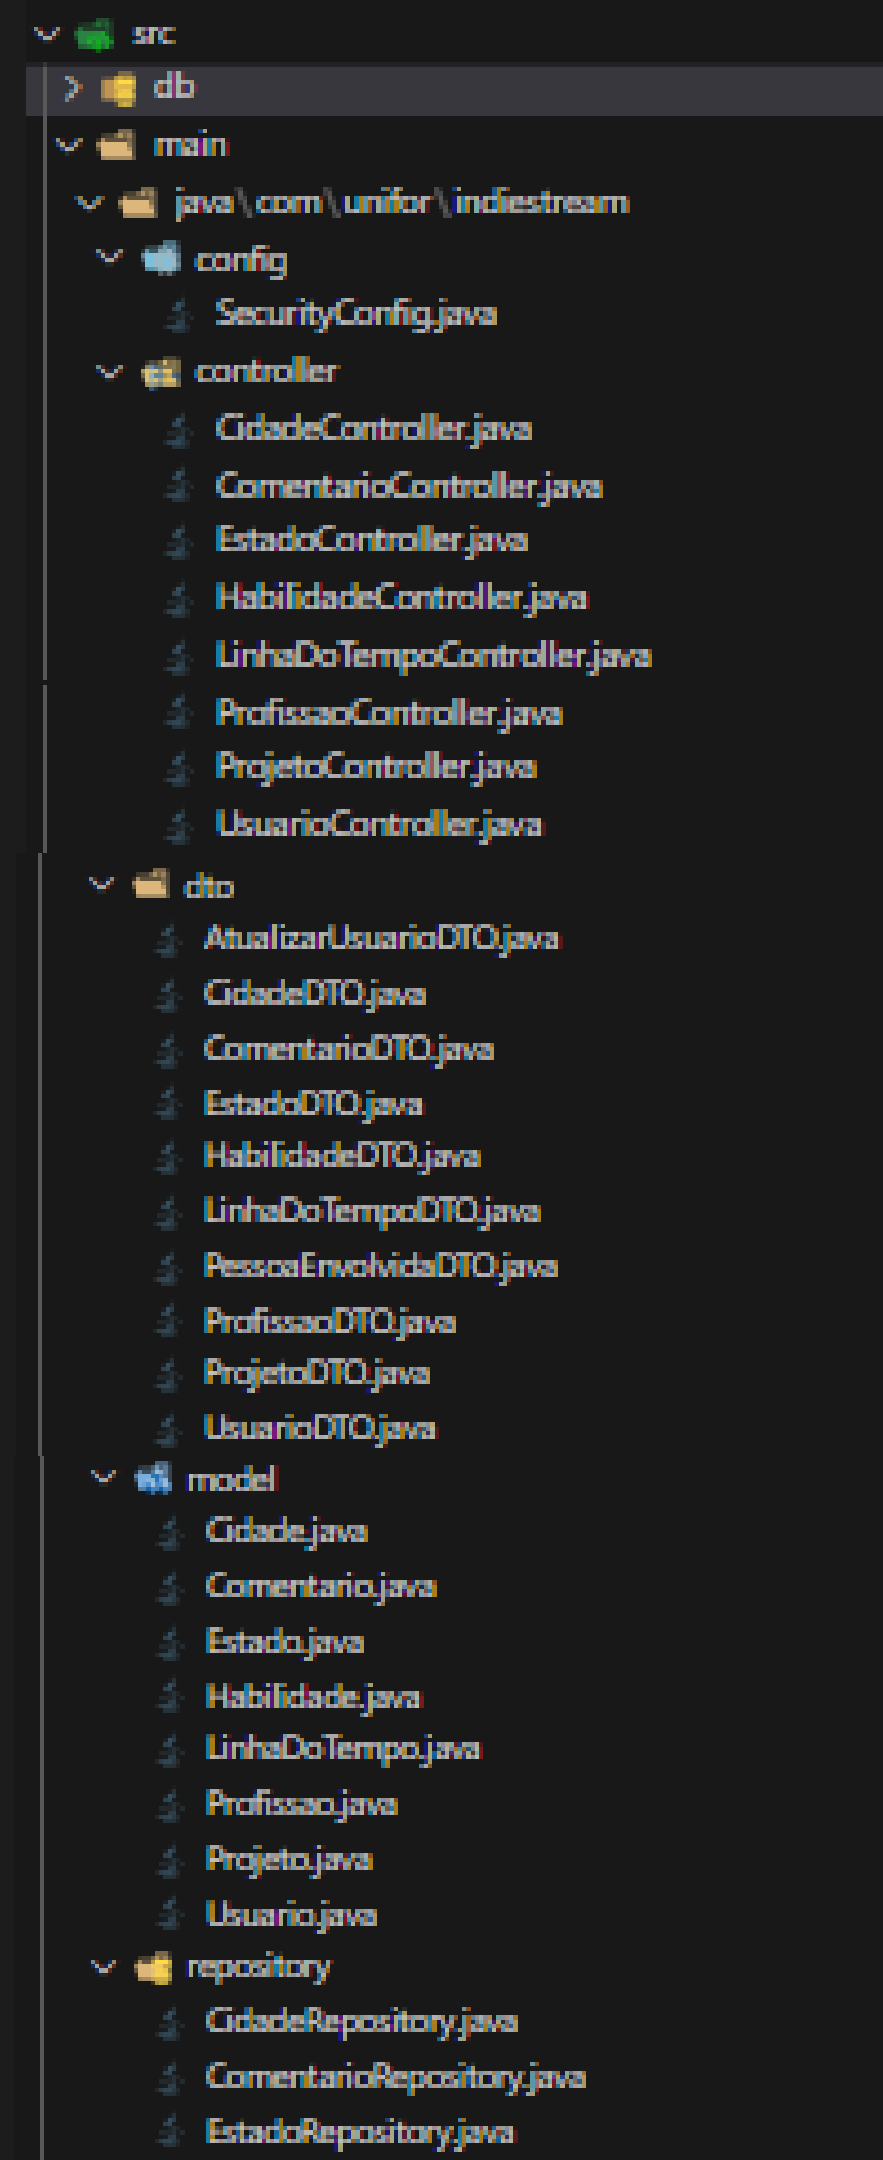 src
db
main
java\com\unifor\indiestream
config
SecurityConfig.java
controller
CidadeController.java
ComentarioController.java
EstadoController.java
HabilidadeController.java
LinhaDoTempoController.java
ProfissaoController.java
ProjetoController.java
UsuarioController.java
dto
AtualizarUsuarioDTO.java
CidadeDTO.java
ComentarioDTO.java
EstadoDTO.java
HabilidadeDTO.java
LinhaDoTempoDTO.java
PessoaEnvolvidaDTO.java
ProfissaoDTO.java
ProjetoDTO.java
UsuarioDTO.java
model
Cidade.java
Comentario.java
Estado.java
Habilidade.java
LinhaDoTempo.java
Profissao.java
Projeto.java
Usuario.java
repository
CidadeRepository.java
ComentarioRepository.java
EstadoRepository.java